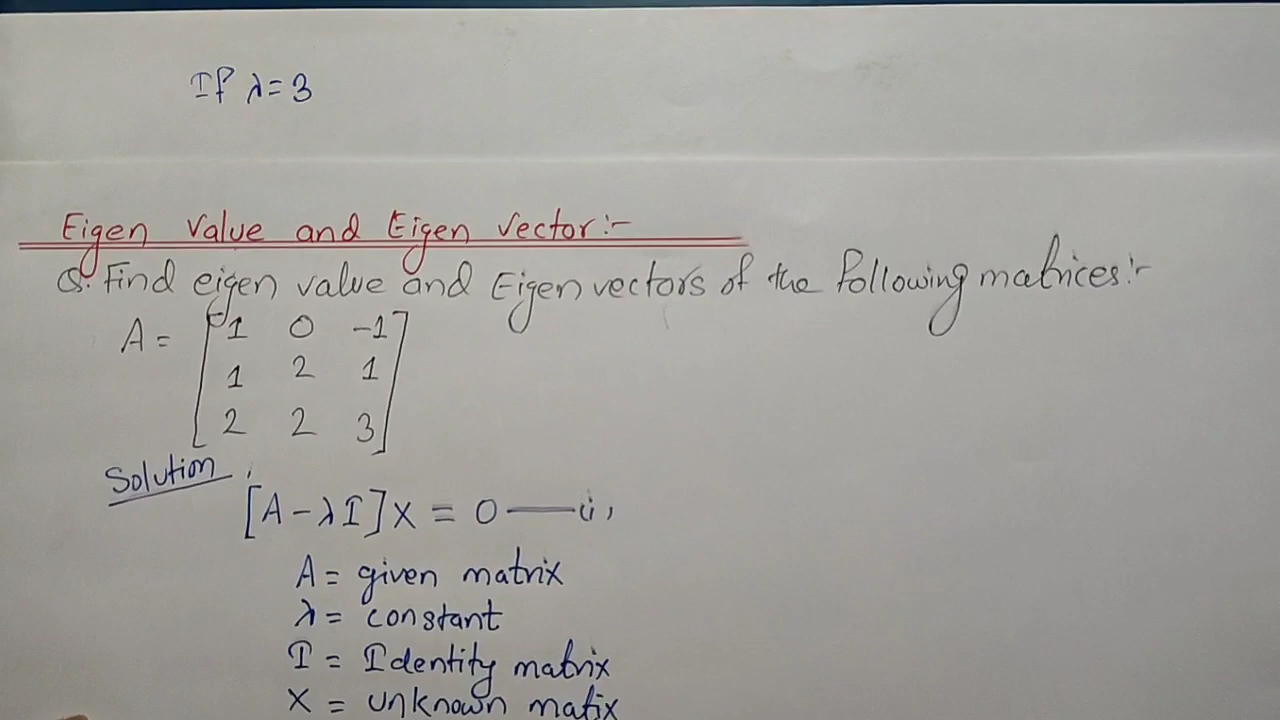 If λ=3
Eigen Value and Eigen Vector:-
Q. Find eigen value and Eigen vectors of the following matrices:-
A = [1 0 -1
1 2 1
2 2 3]
Solution,
[A-λI]X = 0 —(i),
A = given matrix
λ = constant
I = Identity matrix
X = unknown matix